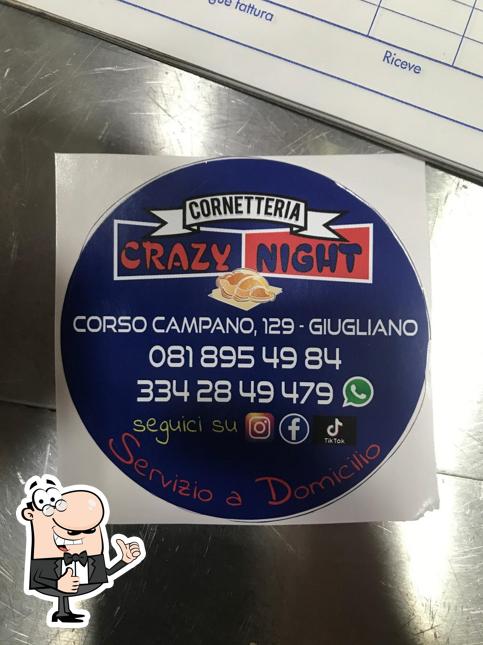 gue fattura
Riceve
CORNETTERIA
CRAZY NIGHT
CORSO CAMPANO, 129 - GIUGLIANO
081 895 49 84
334 28 49 479
seguici su
TikTok
Servizio a Domicilio